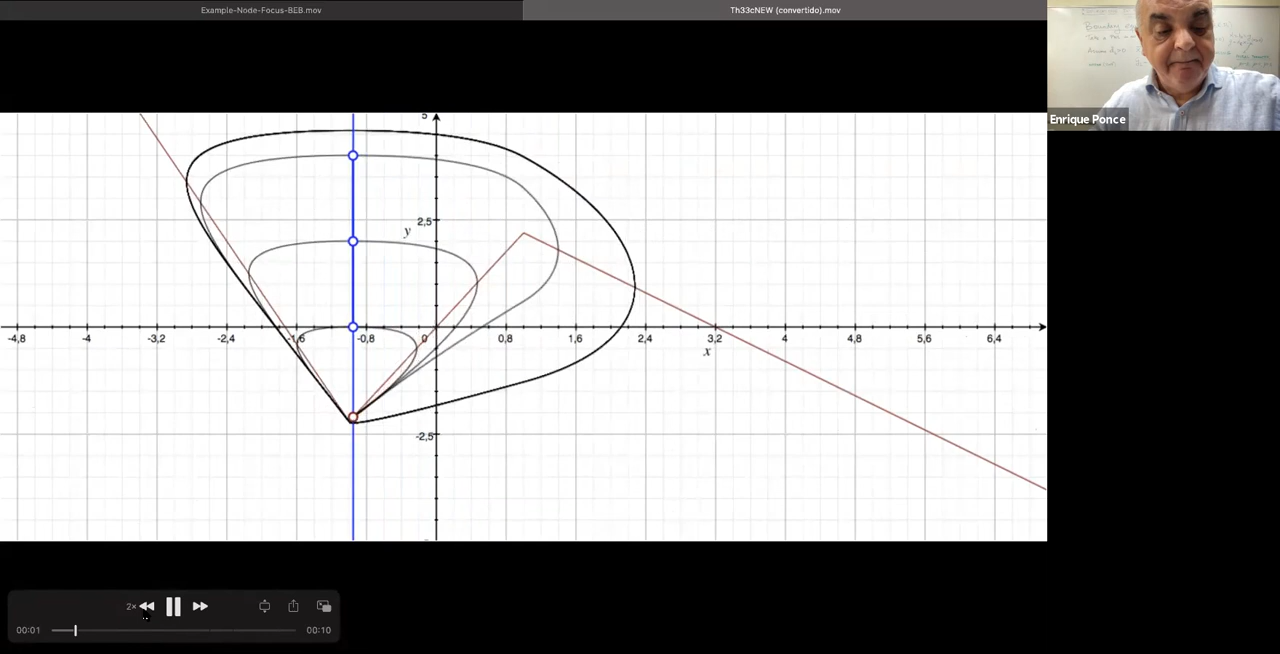 Example-Node-Focus-BEB.mov
Th33cNEW (convertido).mov
Enrique Ponce
5
2,5
y
-4,8 -4 -3,2 -2,4 -1,6 -0,8 0 0,8 1,6 2,4 3,2 4 4,8 5,6 6,4
x
-2,5
2×
00:01 00:10